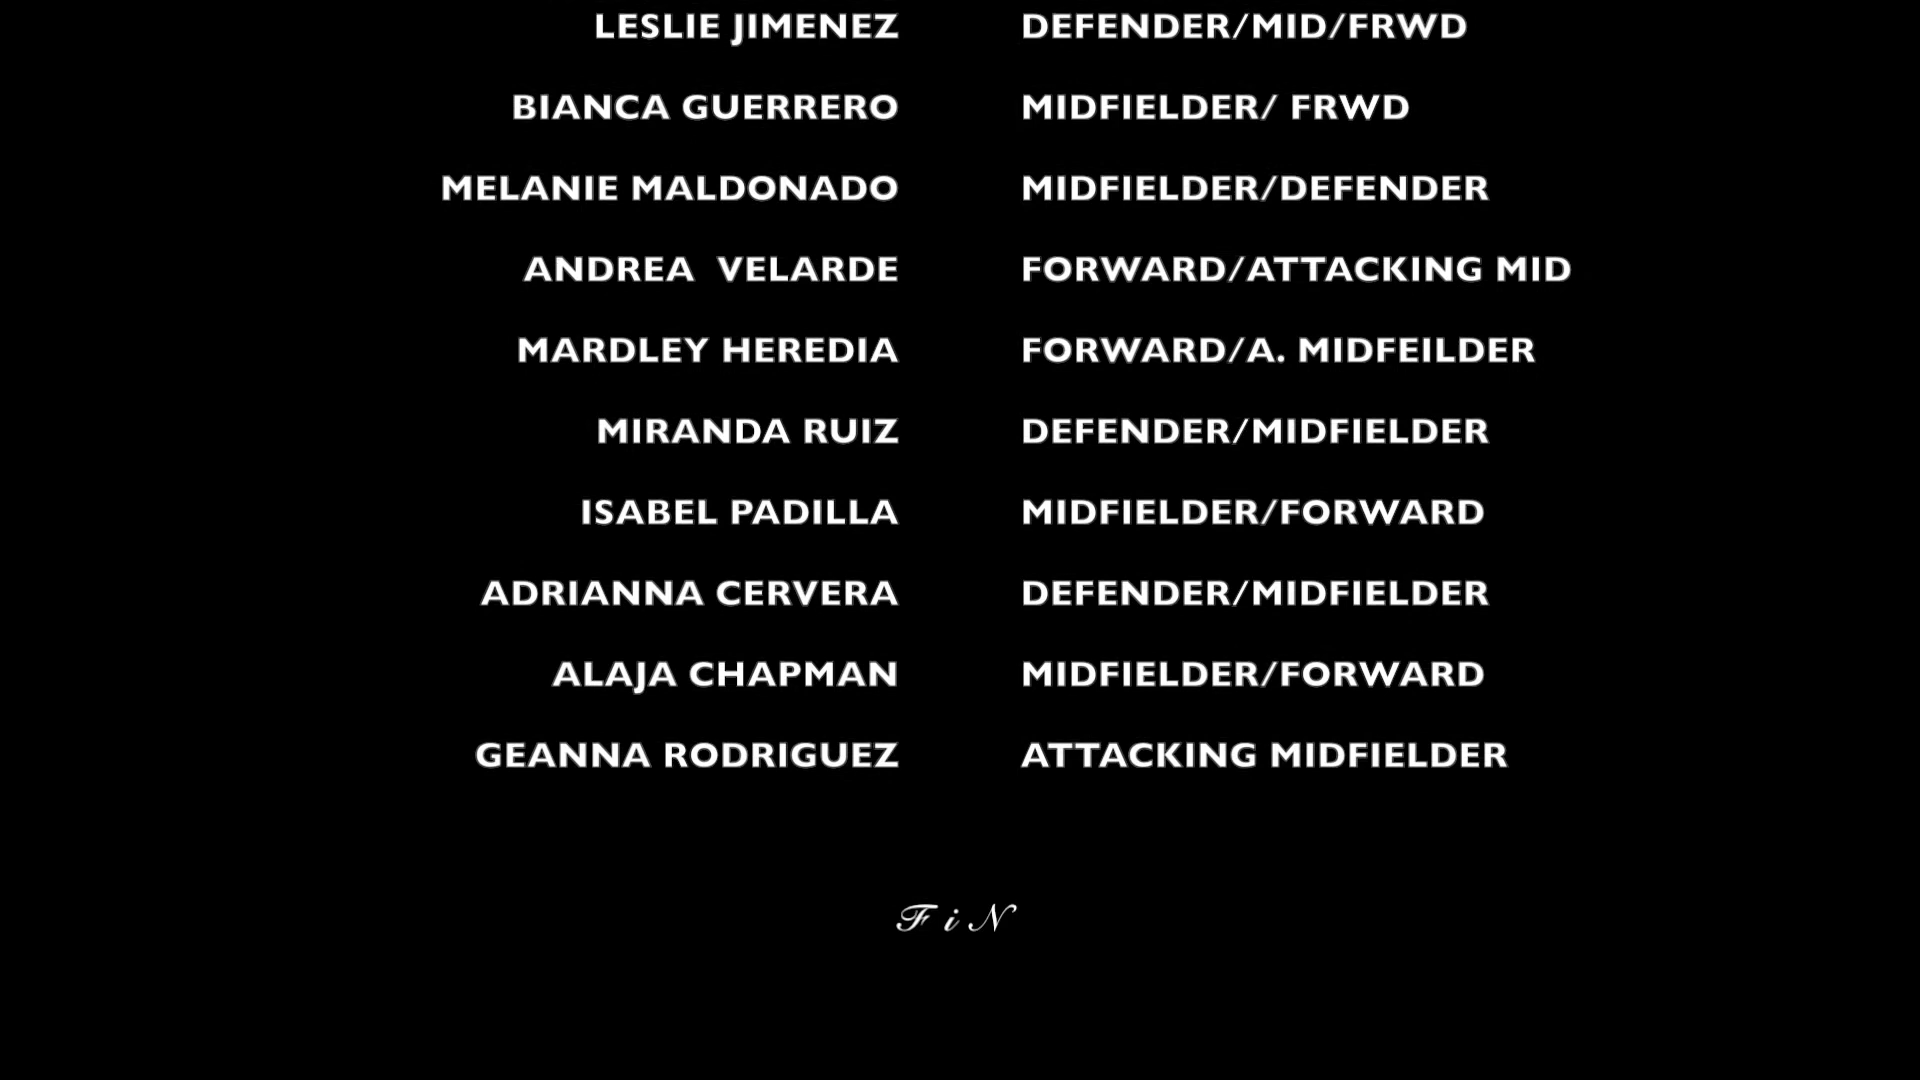 LESLIE JIMENEZ DEFENDER/MID/FRWD
BIANCA GUERRERO MIDFIELDER/ FRWD
MELANIE MALDONADO MIDFIELDER/DEFENDER
ANDREA  VELARDE FORWARD/ATTACKING MID
MARDLEY HEREDIA FORWARD/A. MIDFEILDER
MIRANDA RUIZ DEFENDER/MIDFIELDER
ISABEL PADILLA MIDFIELDER/FORWARD
ADRIANNA CERVERA DEFENDER/MIDFIELDER
ALAJA CHAPMAN MIDFIELDER/FORWARD
GEANNA RODRIGUEZ ATTACKING MIDFIELDER
F i N